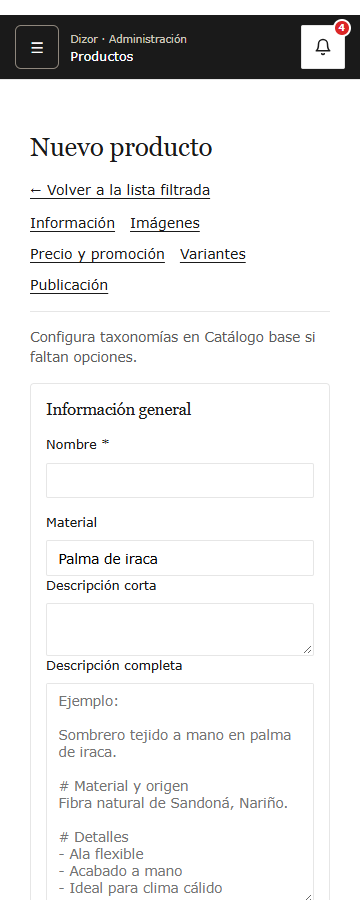 4
☰
Dizor · Administración
Productos
Nuevo producto
← Volver a la lista filtrada
Información Imágenes
Precio y promoción Variantes
Publicación
Configura taxonomías en Catálogo base si
faltan opciones.
Información general
Nombre *
Material
Palma de iraca
Descripción corta
Descripción completa
Ejemplo:
Sombrero tejido a mano en palma
de iraca.
# Material y origen
Fibra natural de Sandoná, Nariño.
# Detalles
- Ala flexible
- Acabado a mano
- Ideal para clima cálido